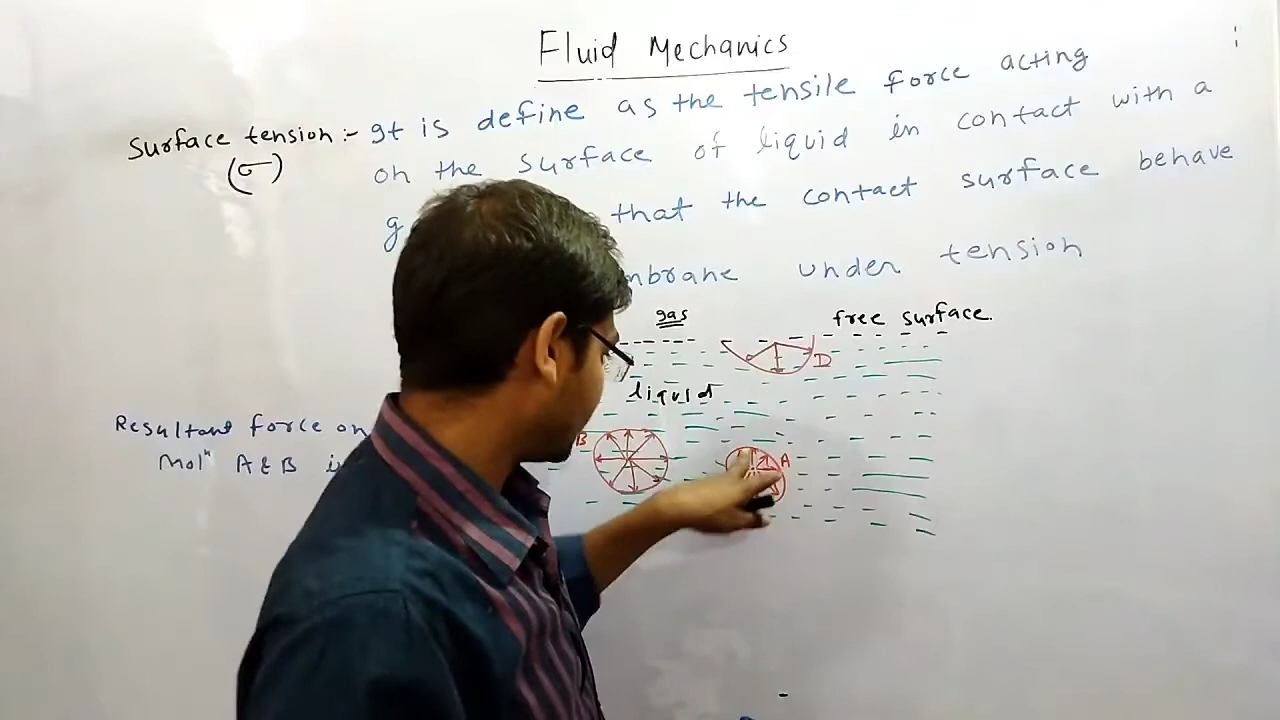 Fluid Mechanics
Surface tension :- It is define as the tensile force acting
(σ) on the surface of liquid in contact with a
that the contact surface behave
under tension
gas free surface.
D
liquid
Resultant force on B A
Mol^n A & B